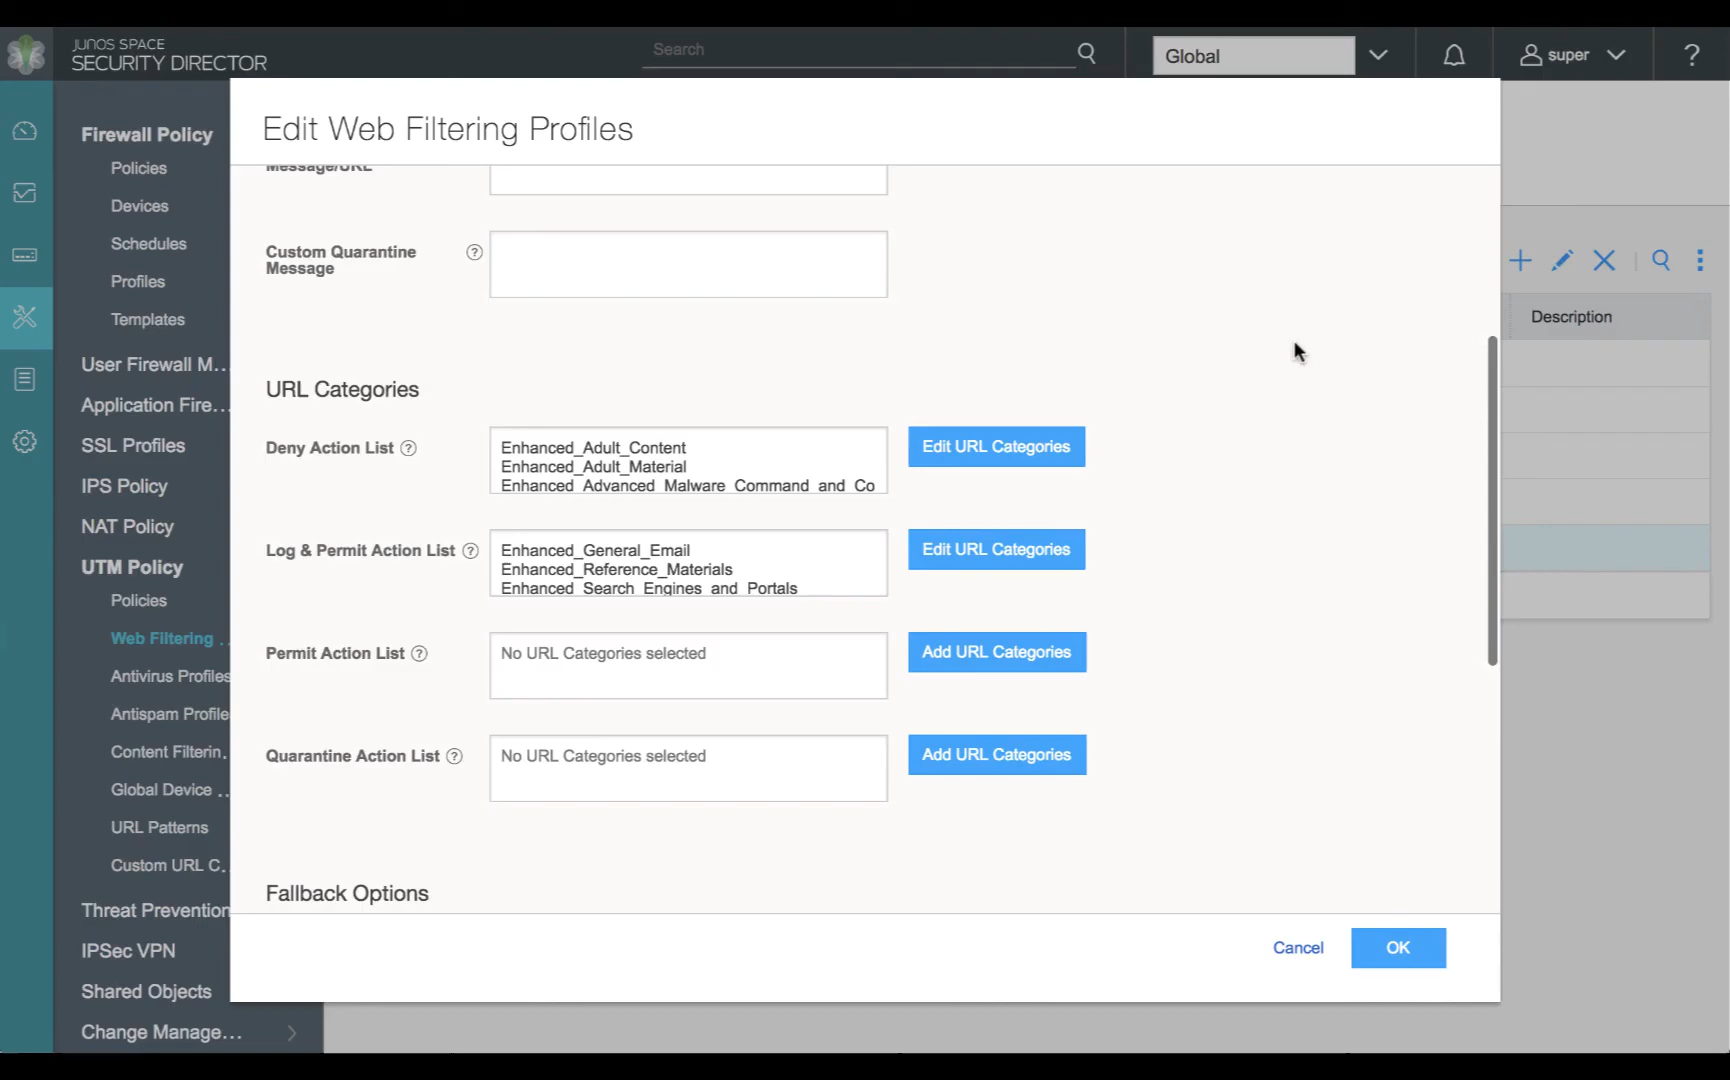 JUNOS SPACE
SECURITY DIRECTOR
Search
Global
super
?
Firewall Policy
Policies
Devices
Schedules
Profiles
Templates
User Firewall M...
Application Fire...
SSL Profiles
IPS Policy
NAT Policy
UTM Policy
Policies
Web Filtering ...
Antivirus Profiles
Antispam Profile
Content Filterin.
Global Device ...
URL Patterns
Custom URL C.
Threat Prevention
IPSec VPN
Shared Objects
Change Manage...
Edit Web Filtering Profiles
Message/URL
Custom Quarantine
Message
?
URL Categories
Deny Action List ?
Enhanced_Adult_Content
Enhanced_Adult_Material
Enhanced_Advanced_Malware_Command_and_Co
Edit URL Categories
Log & Permit Action List ?
Enhanced_General_Email
Enhanced_Reference_Materials
Enhanced_Search_Engines_and_Portals
Edit URL Categories
Permit Action List ?
No URL Categories selected
Add URL Categories
Quarantine Action List ?
No URL Categories selected
Add URL Categories
Fallback Options
Cancel
OK
Description